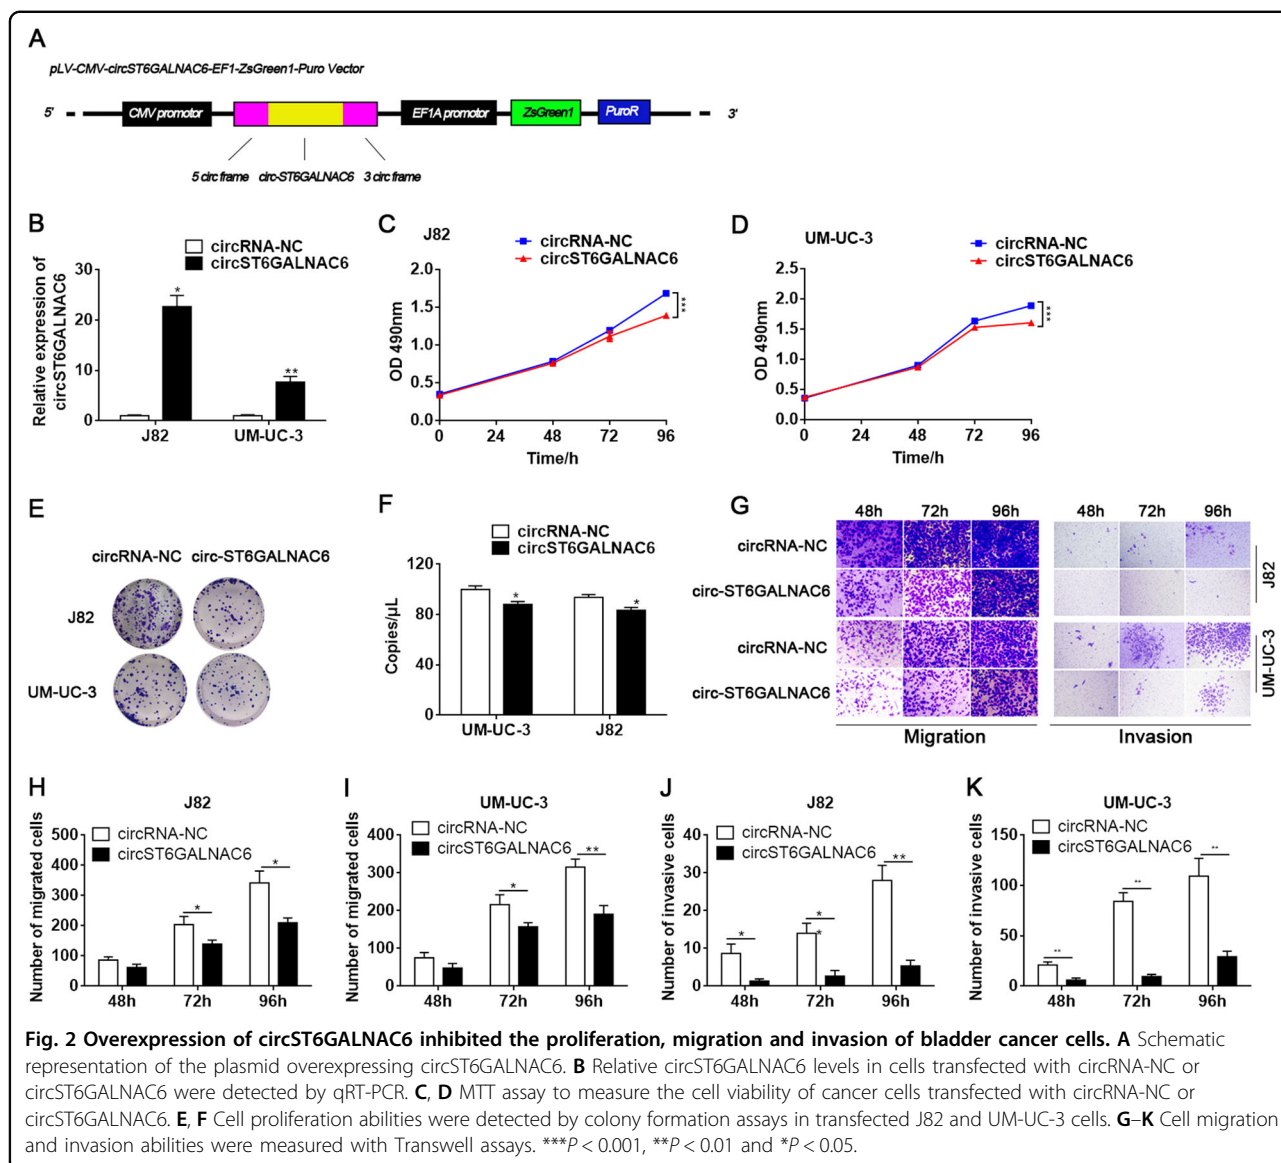 A
pLV-CMV-circST6GALNAC6-EF1-ZsGreen1-Puro Vector
5' CMV promotor EF1A promotor ZsGreen1 PuroR 3'
5 circ frame circ-ST6GALNAC6 3 circ frame
B
circRNA-NC
circST6GALNAC6
Relative expression of
circST6GALNAC6
30
20
10
0
J82 UM-UC-3
C
J82
circRNA-NC
circST6GALNAC6
OD 490nm
2.0
1.5
1.0
0.5
0.0
***
0 24 48 72 96
Time/h
D
UM-UC-3
circRNA-NC
circST6GALNAC6
OD 490nm
2.5
2.0
1.5
1.0
0.5
0.0
***
0 24 48 72 96
Time/h
* **
E
circRNA-NC circ-ST6GALNAC6
J82
UM-UC-3
F
circRNA-NC
circST6GALNAC6
Copies/μL
120
80
40
0
* *
UM-UC-3 J82
G
48h 72h 96h 48h 72h 96h
circRNA-NC
circ-ST6GALNAC6
circRNA-NC
circ-ST6GALNAC6
J82
UM-UC-3
Migration Invasion
H
J82
circRNA-NC
circST6GALNAC6
Number of migrated cells
500
400
300
200
100
0
* *
48h 72h 96h
I
UM-UC-3
circRNA-NC
circST6GALNAC6
Number of migrated cells
400
300
200
100
0
* **
48h 72h 96h
J
J82
circRNA-NC
circST6GALNAC6
Number of invasive cells
40
30
20
10
0
* * * **
48h 72h 96h
K
UM-UC-3
circRNA-NC
circST6GALNAC6
Number of invasive cells
150
100
50
0
** ** **
48h 72h 96h
Fig. 2 Overexpression of circST6GALNAC6 inhibited the proliferation, migration and invasion of bladder cancer cells. A Schematic
representation of the plasmid overexpressing circST6GALNAC6. B Relative circST6GALNAC6 levels in cells transfected with circRNA-NC or
circST6GALNAC6 were detected by qRT-PCR. C, D MTT assay to measure the cell viability of cancer cells transfected with circRNA-NC or
circST6GALNAC6. E, F Cell proliferation abilities were detected by colony formation assays in transfected J82 and UM-UC-3 cells. G–K Cell migration
and invasion abilities were measured with Transwell assays. ***P < 0.001, **P < 0.01 and *P < 0.05.